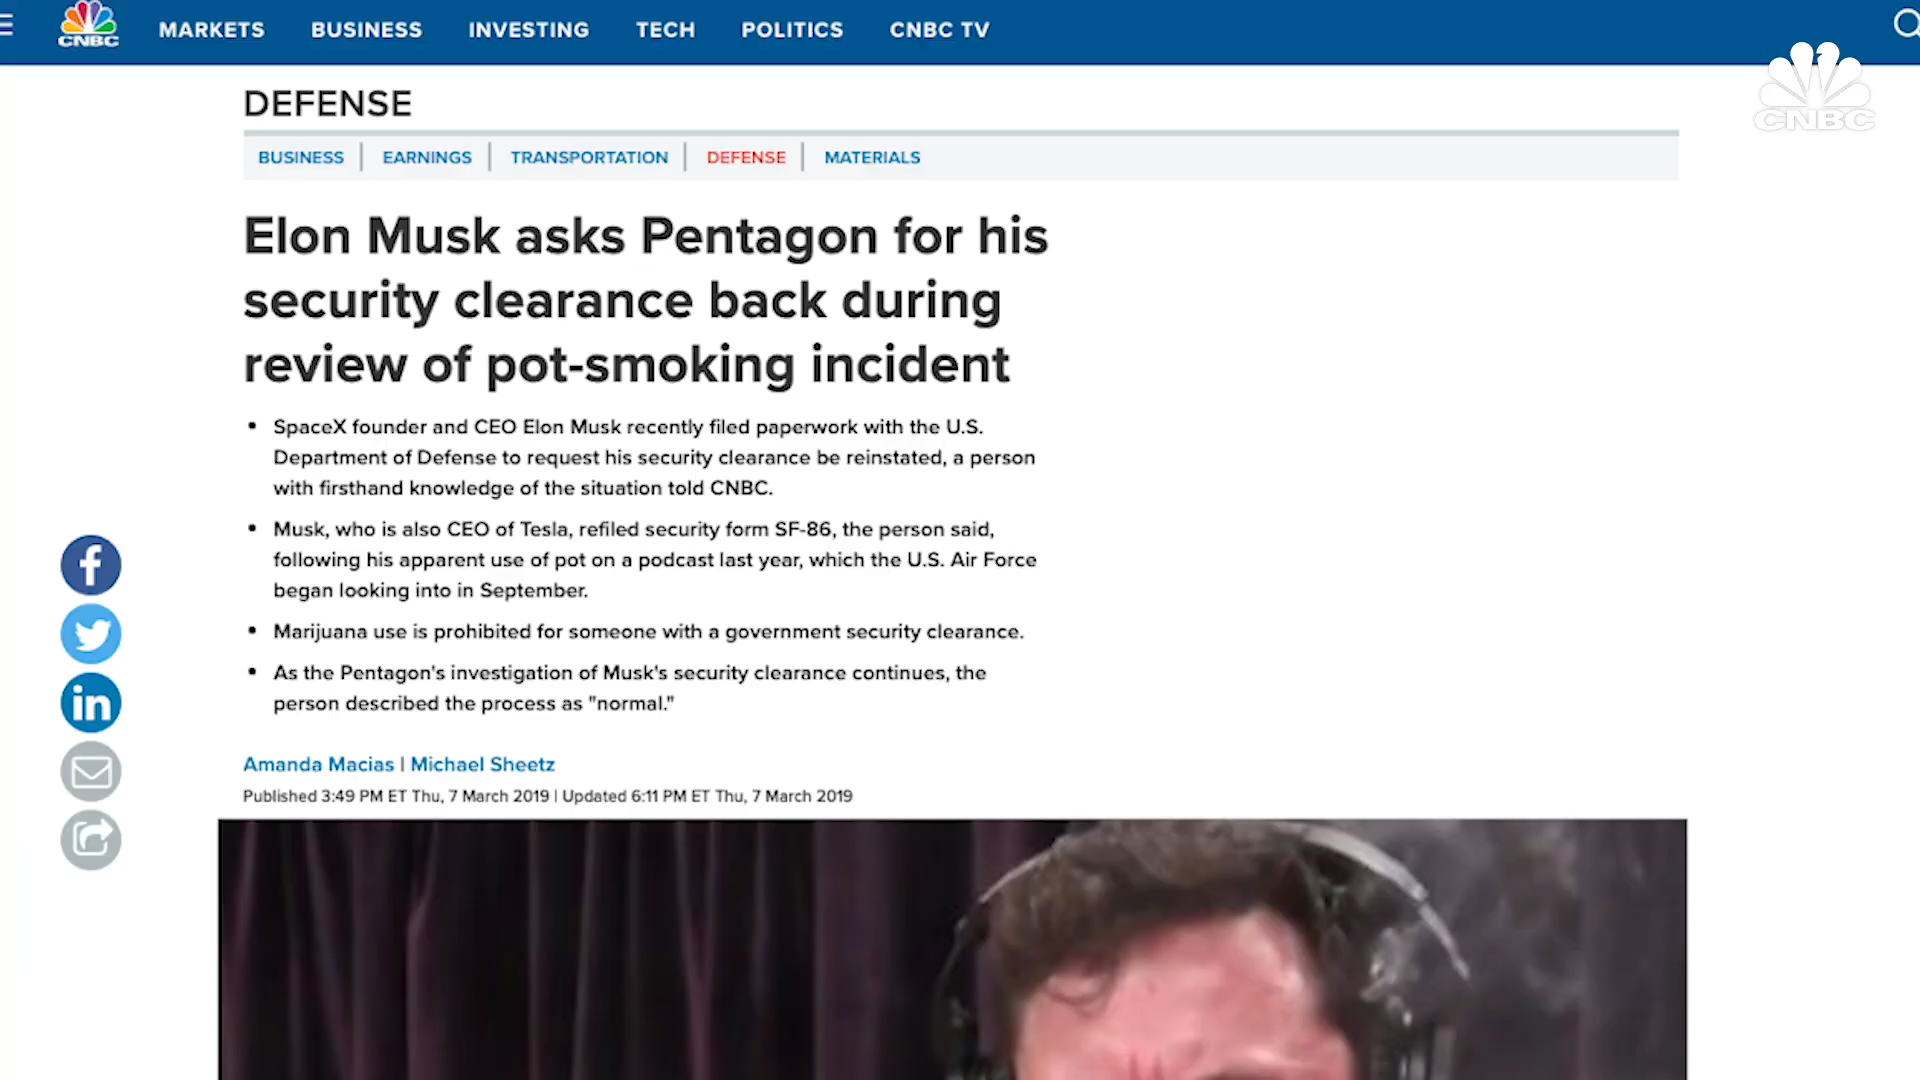 CNBC
MARKETS BUSINESS INVESTING TECH POLITICS CNBC TV
CNBC
DEFENSE
BUSINESS | EARNINGS | TRANSPORTATION | DEFENSE | MATERIALS
Elon Musk asks Pentagon for his
security clearance back during
review of pot-smoking incident
• SpaceX founder and CEO Elon Musk recently filed paperwork with the U.S.
Department of Defense to request his security clearance be reinstated, a person
with firsthand knowledge of the situation told CNBC.
• Musk, who is also CEO of Tesla, refiled security form SF-86, the person said,
following his apparent use of pot on a podcast last year, which the U.S. Air Force
began looking into in September.
• Marijuana use is prohibited for someone with a government security clearance.
• As the Pentagon's investigation of Musk's security clearance continues, the
person described the process as "normal."
Amanda Macias | Michael Sheetz
Published 3:49 PM ET Thu, 7 March 2019 | Updated 6:11 PM ET Thu, 7 March 2019
f
in